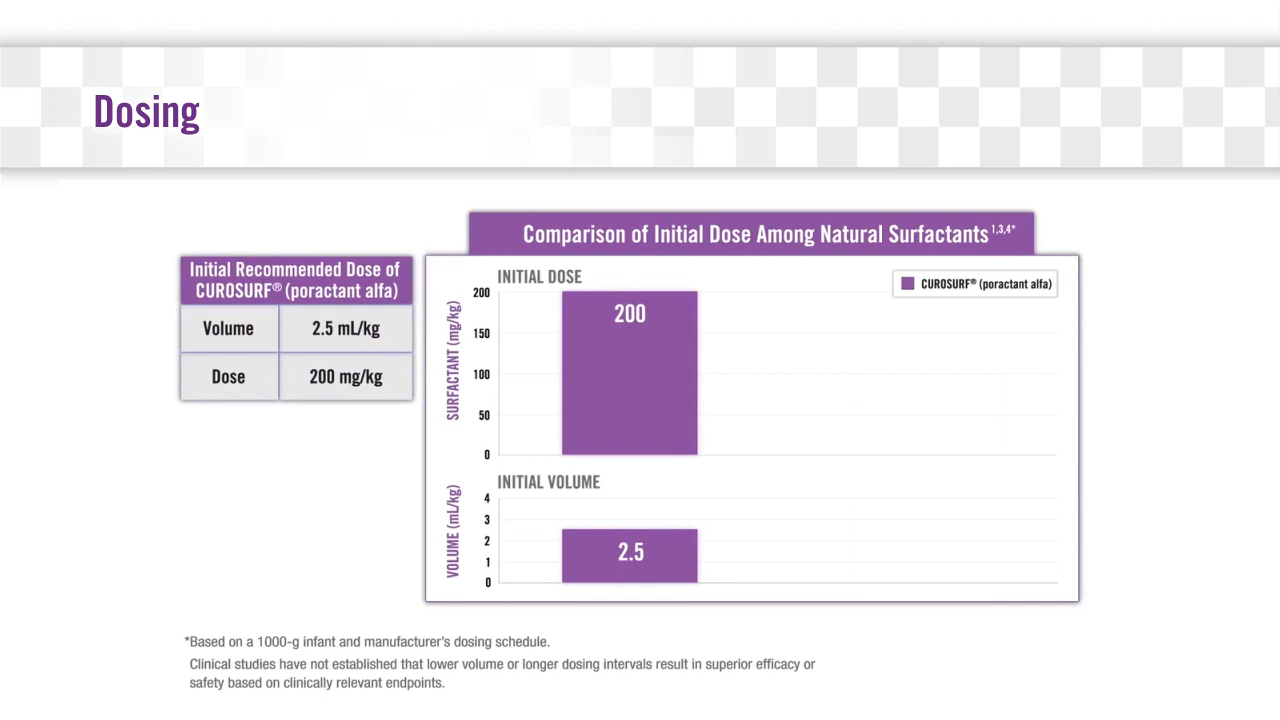 Dosing
Comparison of Initial Dose Among Natural Surfactants 1,3,4*
Initial Recommended Dose of
CUROSURF® (poractant alfa)
Volume 2.5 mL/kg
Dose 200 mg/kg
INITIAL DOSE
CUROSURF® (poractant alfa)
SURFACTANT (mg/kg)
200
150
100
50
0
200
INITIAL VOLUME
VOLUME (mL/kg)
4
3
2
1
0
2.5
*Based on a 1000-g infant and manufacturer's dosing schedule.
Clinical studies have not established that lower volume or longer dosing intervals result in superior efficacy or
safety based on clinically relevant endpoints.